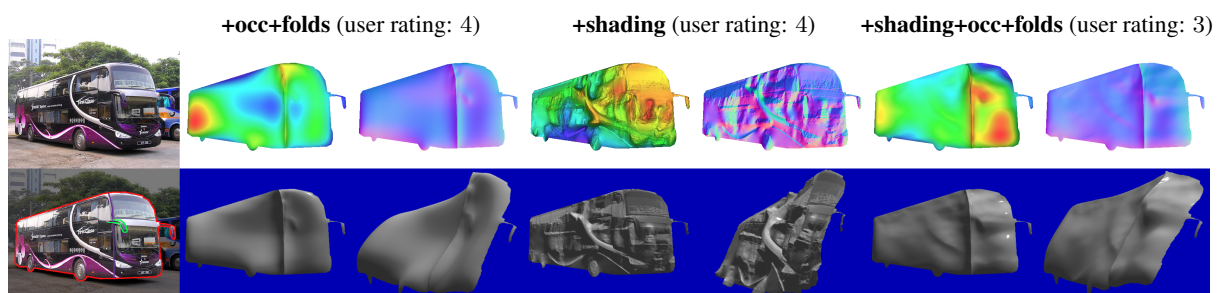 +occ+folds (user rating: 4)
+shading (user rating: 4)
+shading+occ+folds (user rating: 3)